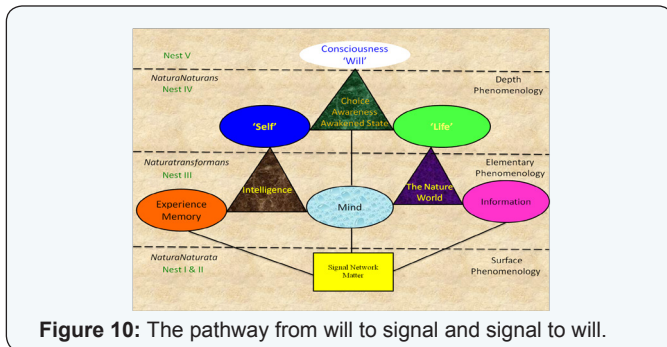 Consciousness
'Will'
Nest V
NaturaNaturans
Nest IV
Depth
Phenomenology
Choice
Awareness
Awakened State
'Self'
'Life'
Naturatransformans
Nest III
Elementary
Phenomenology
Intelligence
The Nature
World
Experience
Memory
Mind
Information
NaturaNaturata
Nest I & II
Signal Network
Matter
Surface
Phenomenology
Figure 10: The pathway from will to signal and signal to will.